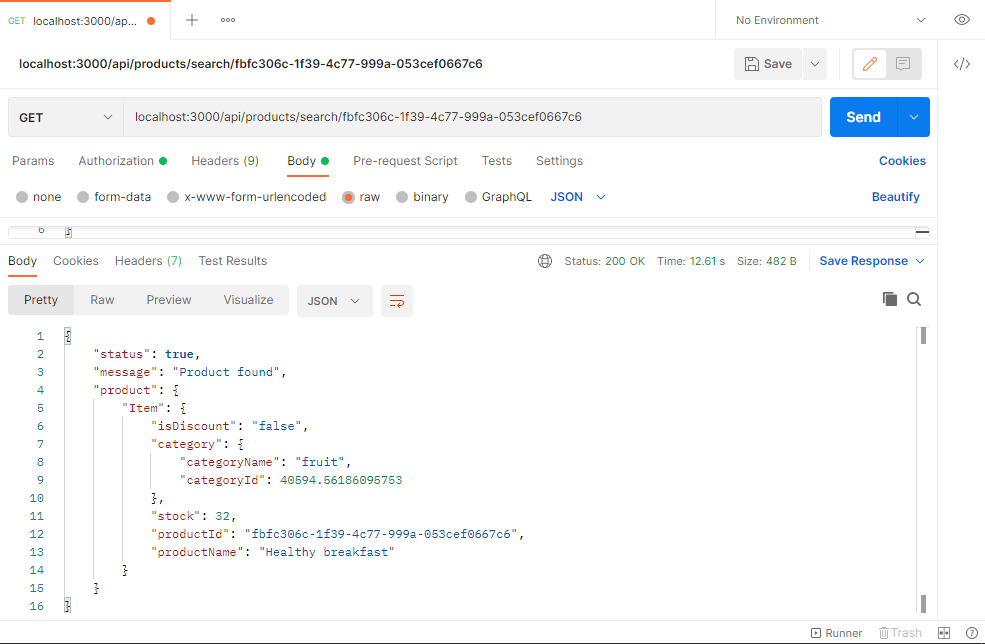 GET localhost:3000/ap...
No Environment
localhost:3000/api/products/search/fbfc306c-1f39-4c77-999a-053cef0667c6
Save
GET localhost:3000/api/products/search/fbfc306c-1f39-4c77-999a-053cef0667c6 Send
Params Authorization Headers (9) Body Pre-request Script Tests Settings Cookies
none form-data x-www-form-urlencoded raw binary GraphQL JSON Beautify
6 }
Body Cookies Headers (7) Test Results Status: 200 OK Time: 12.61 s Size: 482 B Save Response
Pretty Raw Preview Visualize JSON
1 {
2 "status": true,
3 "message": "Product found",
4 "product": {
5 "Item": {
6 "isDiscount": "false",
7 "category": {
8 "categoryName": "fruit",
9 "categoryId": 40594.56186095753
10 },
11 "stock": 32,
12 "productId": "fbfc306c-1f39-4c77-999a-053cef0667c6",
13 "productName": "Healthy breakfast"
14 }
15 }
16 }
Runner Trash